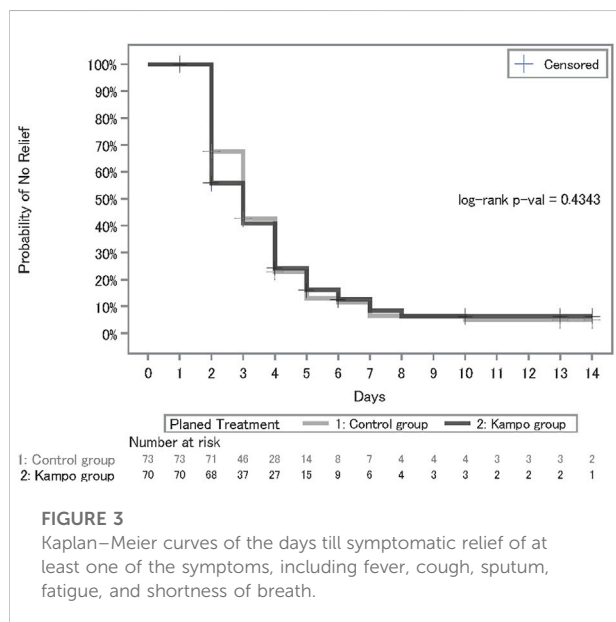 Censored
100%
90%
80%
70%
60%
50%
40%
30%
20%
10%
0%
Probability of No Relief
log-rank p-val = 0.4343
0 1 2 3 4 5 6 7 8 9 10 11 12 13 14
Days
Planed Treatment 1: Control group 2: Kampo group
Number at risk
1: Control group 73 73 71 46 28 14 8 7 4 4 4 3 3 3 2
2: Kampo group 70 70 68 37 27 15 9 6 4 3 3 2 2 2 1
FIGURE 3
Kaplan–Meier curves of the days till symptomatic relief of at
least one of the symptoms, including fever, cough, sputum,
fatigue, and shortness of breath.